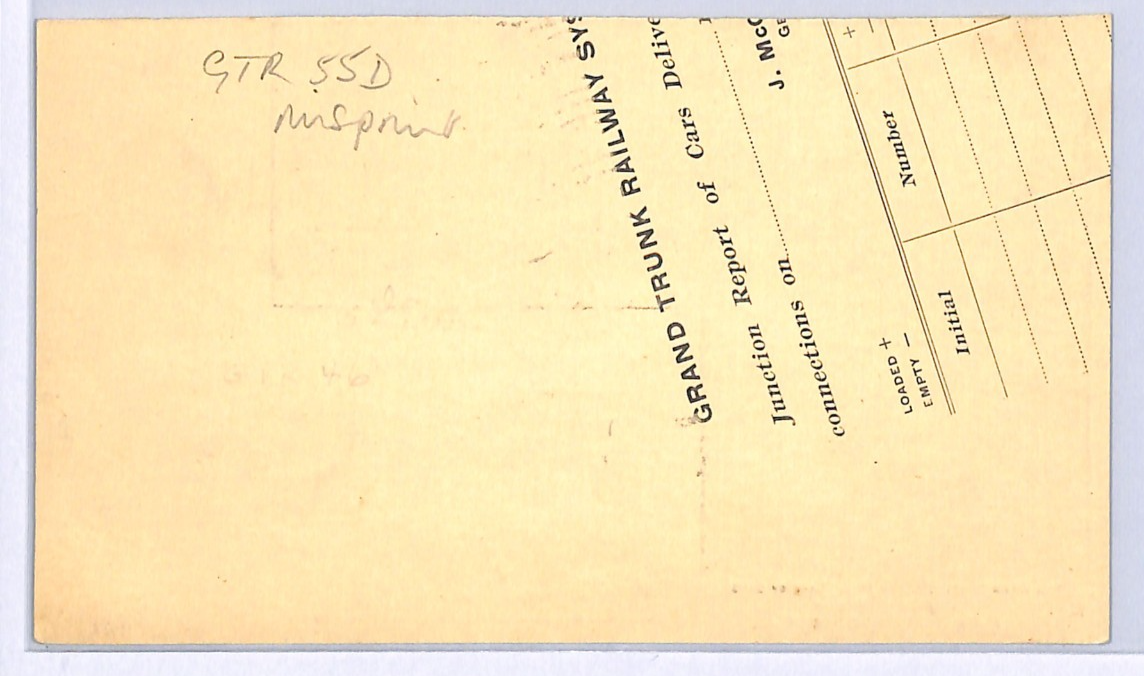 GTR 55D
misprint
GRAND TRUNK RAILWAY SYS
Junction Report of Cars Delive
connections on
J. McC
GE
LOADED +
EMPTY –
+
–
Initial
Number